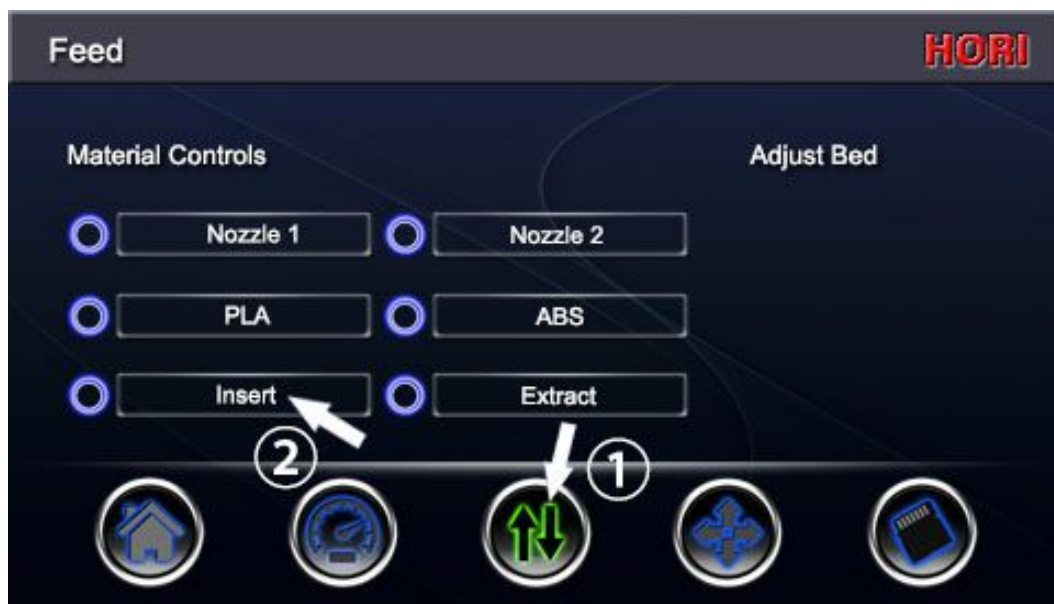 Feed
HORI
Material Controls
Adjust Bed
Nozzle 1
Nozzle 2
PLA
ABS
Insert
Extract
②
①